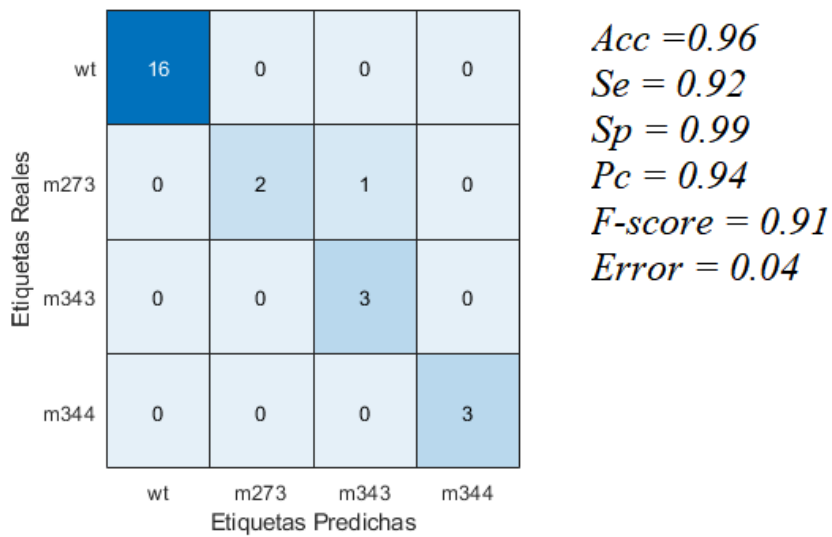 wt 16 0 0 0
m273 0 2 1 0
m343 0 0 3 0
m344 0 0 0 3
wt m273 m343 m344
Etiquetas Predichas
Etiquetas Reales
Acc =0.96
Se = 0.92
Sp = 0.99
Pc = 0.94
F-score = 0.91
Error = 0.04